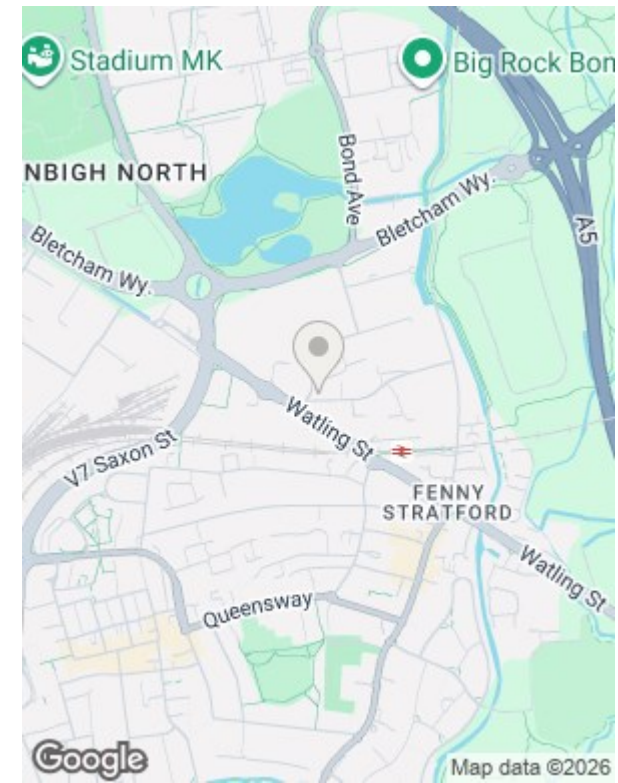 Stadium MK
Big Rock Bon
NBIGH NORTH
Bond Ave
Bletcham Wy.
Bletcham Wy.
A5
Watling St
V7 Saxon St
FENNY
STRATFORD
Watling St
Queensway
Google
Map data ©2026